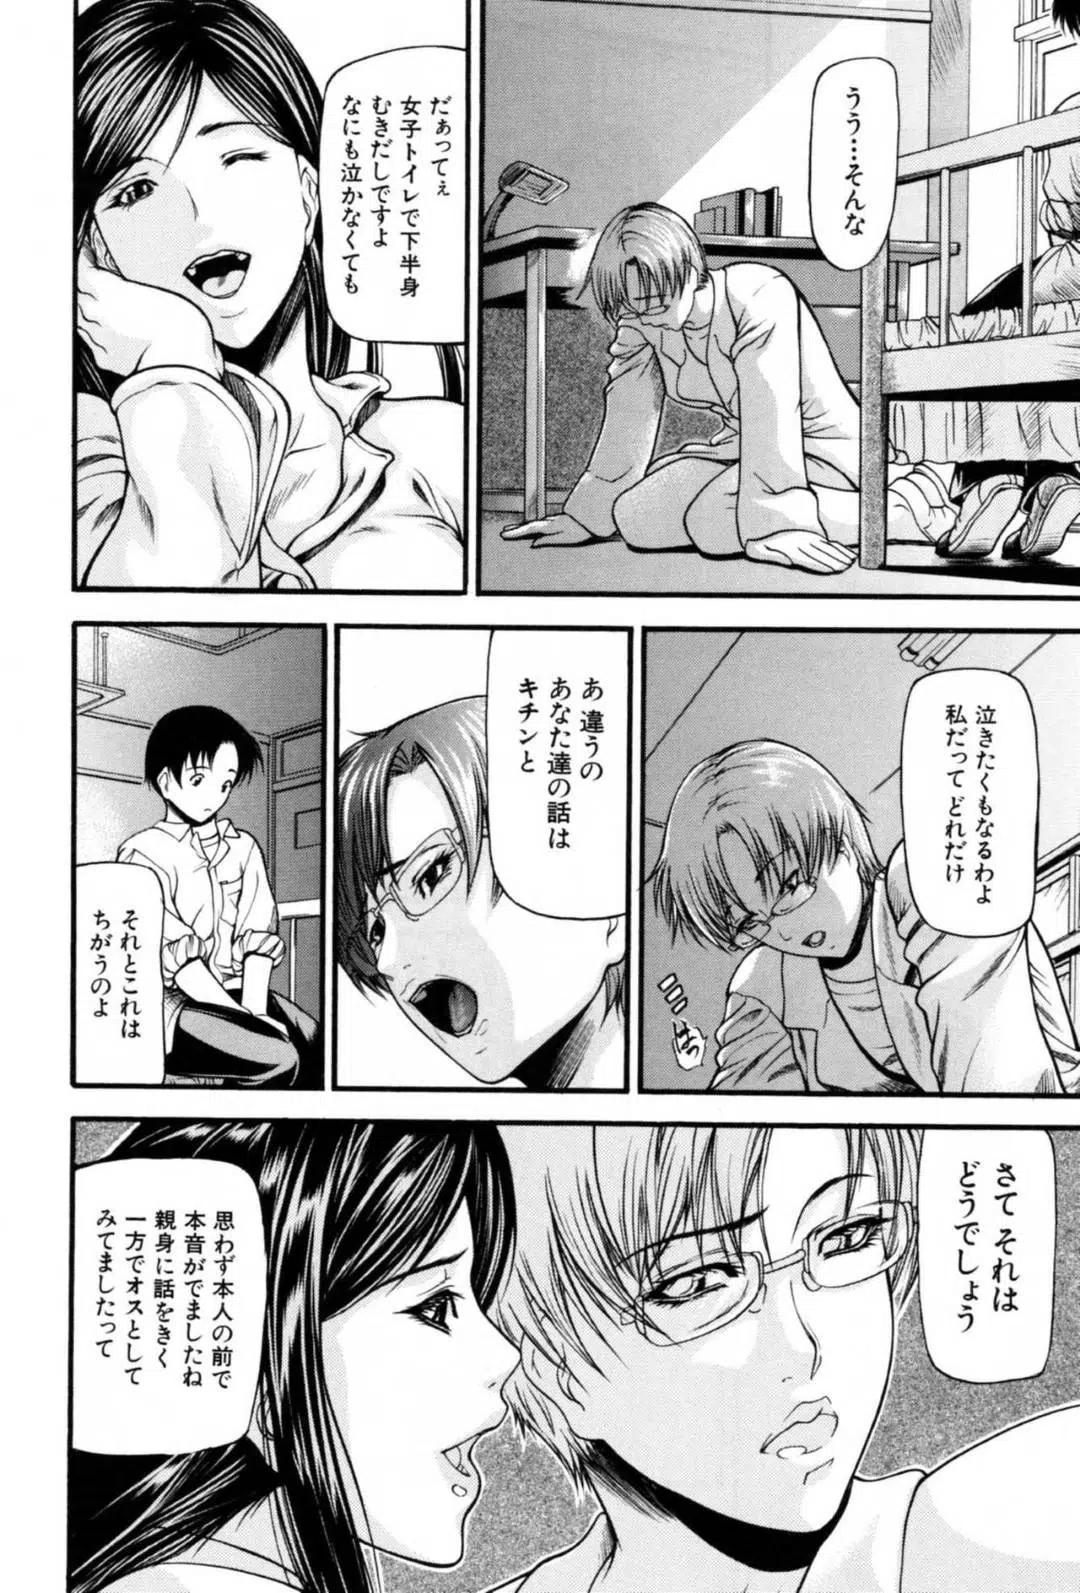 うう…そんな
だぁってぇ
女子トイレで下半身
むきだしですよ
なにも泣かなくても
泣きたくもなるわよ
私だって どれだけ
はっ
あ 違うの
あなた達の話は
キチンと
それとこれは
ちがうのよ
さて それは
どうでしょう
思わず本人の前で
本音がでましたね
親身に話をきく
一方でオスとして
みてましたって